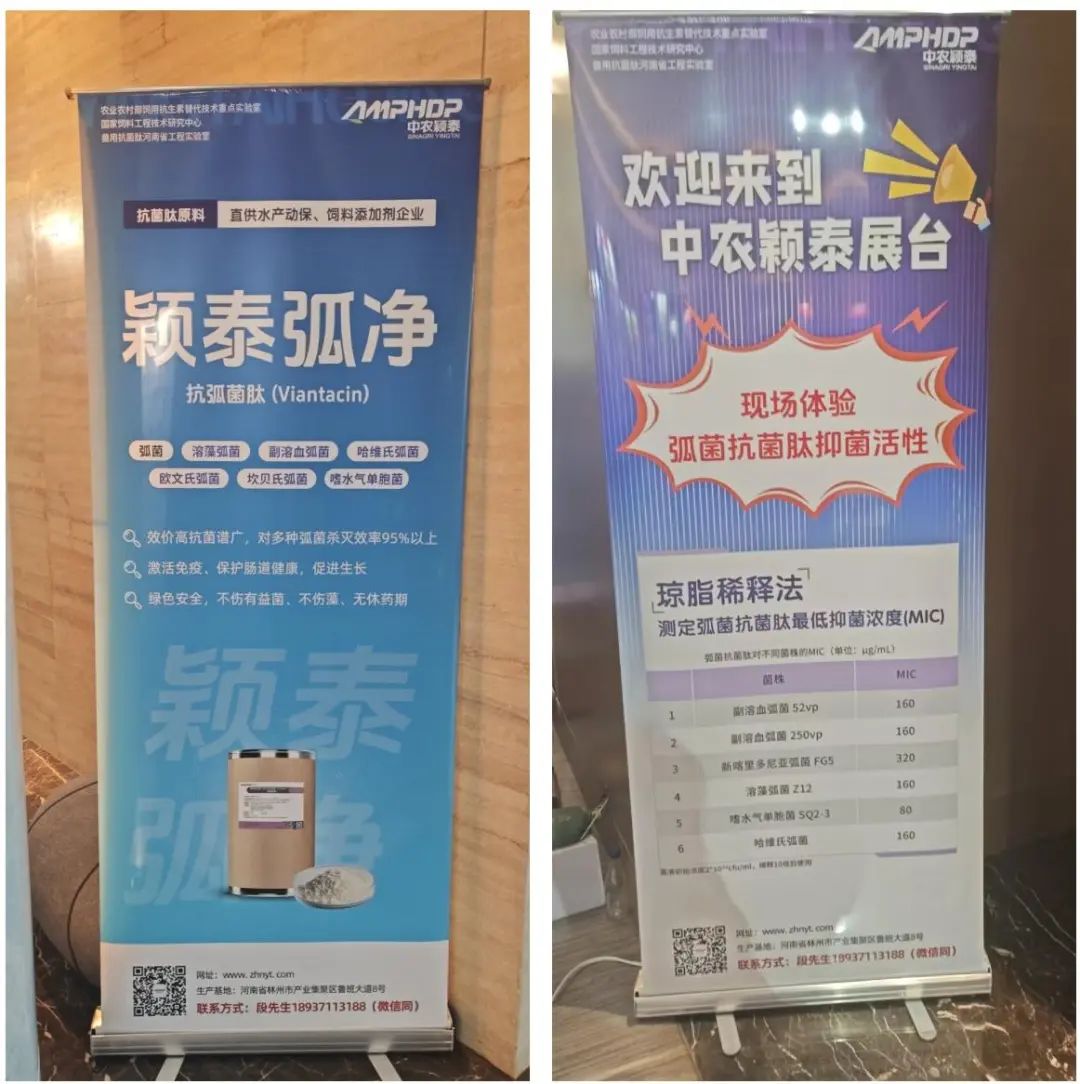 农业农村部饲用抗生素替代技术重点实验室
国家饲料工程技术研究中心
兽用抗菌肽河南省工程实验室
AMPHDP
中农颖泰
SINAGRI YINGTAI
抗菌肽原料 直供水产动保、饲料添加剂企业
颖泰弧净
抗弧菌肽 (Viantacin)
弧菌 溶藻弧菌 副溶血弧菌 哈维氏弧菌
欧文氏弧菌 坎贝氏弧菌 嗜水气单胞菌
效价高抗菌谱广，对多种弧菌杀灭效率95%以上
激活免疫、保护肠道健康，促进生长
绿色安全，不伤有益菌、不伤藻、无休药期
颖泰
弧净
网址：www. zhnyt. com
生产基地：河南省林州市产业集聚区鲁班大道8号
联系方式：段先生18937113188（微信同）
农业农村部饲用抗生素替代技术重点实验室
国家饲料工程技术研究中心
兽用抗菌肽河南省工程实验室
AMPHDP
中农颖泰
SINAGRI YINGTAI
欢迎来到
中农颖泰展台
现场体验
弧菌抗菌肽抑菌活性
琼脂稀释法
测定弧菌抗菌肽最低抑菌浓度(MIC)
弧菌抗菌肽对不同菌株的MIC（单位：μg/mL）
菌株 MIC
1 副溶血弧菌 52vp 160
2 副溶血弧菌 250vp 160
3 新喀里多尼亚弧菌 FG5 320
4 溶藻弧菌 Z12 160
5 嗜水气单胞菌 SQ2-3 80
6 哈维氏弧菌 160
网址：www. zhnyt. com
生产基地：河南省林州市产业集聚区鲁班大道8号
联系方式：段先生18937113188（微信同）